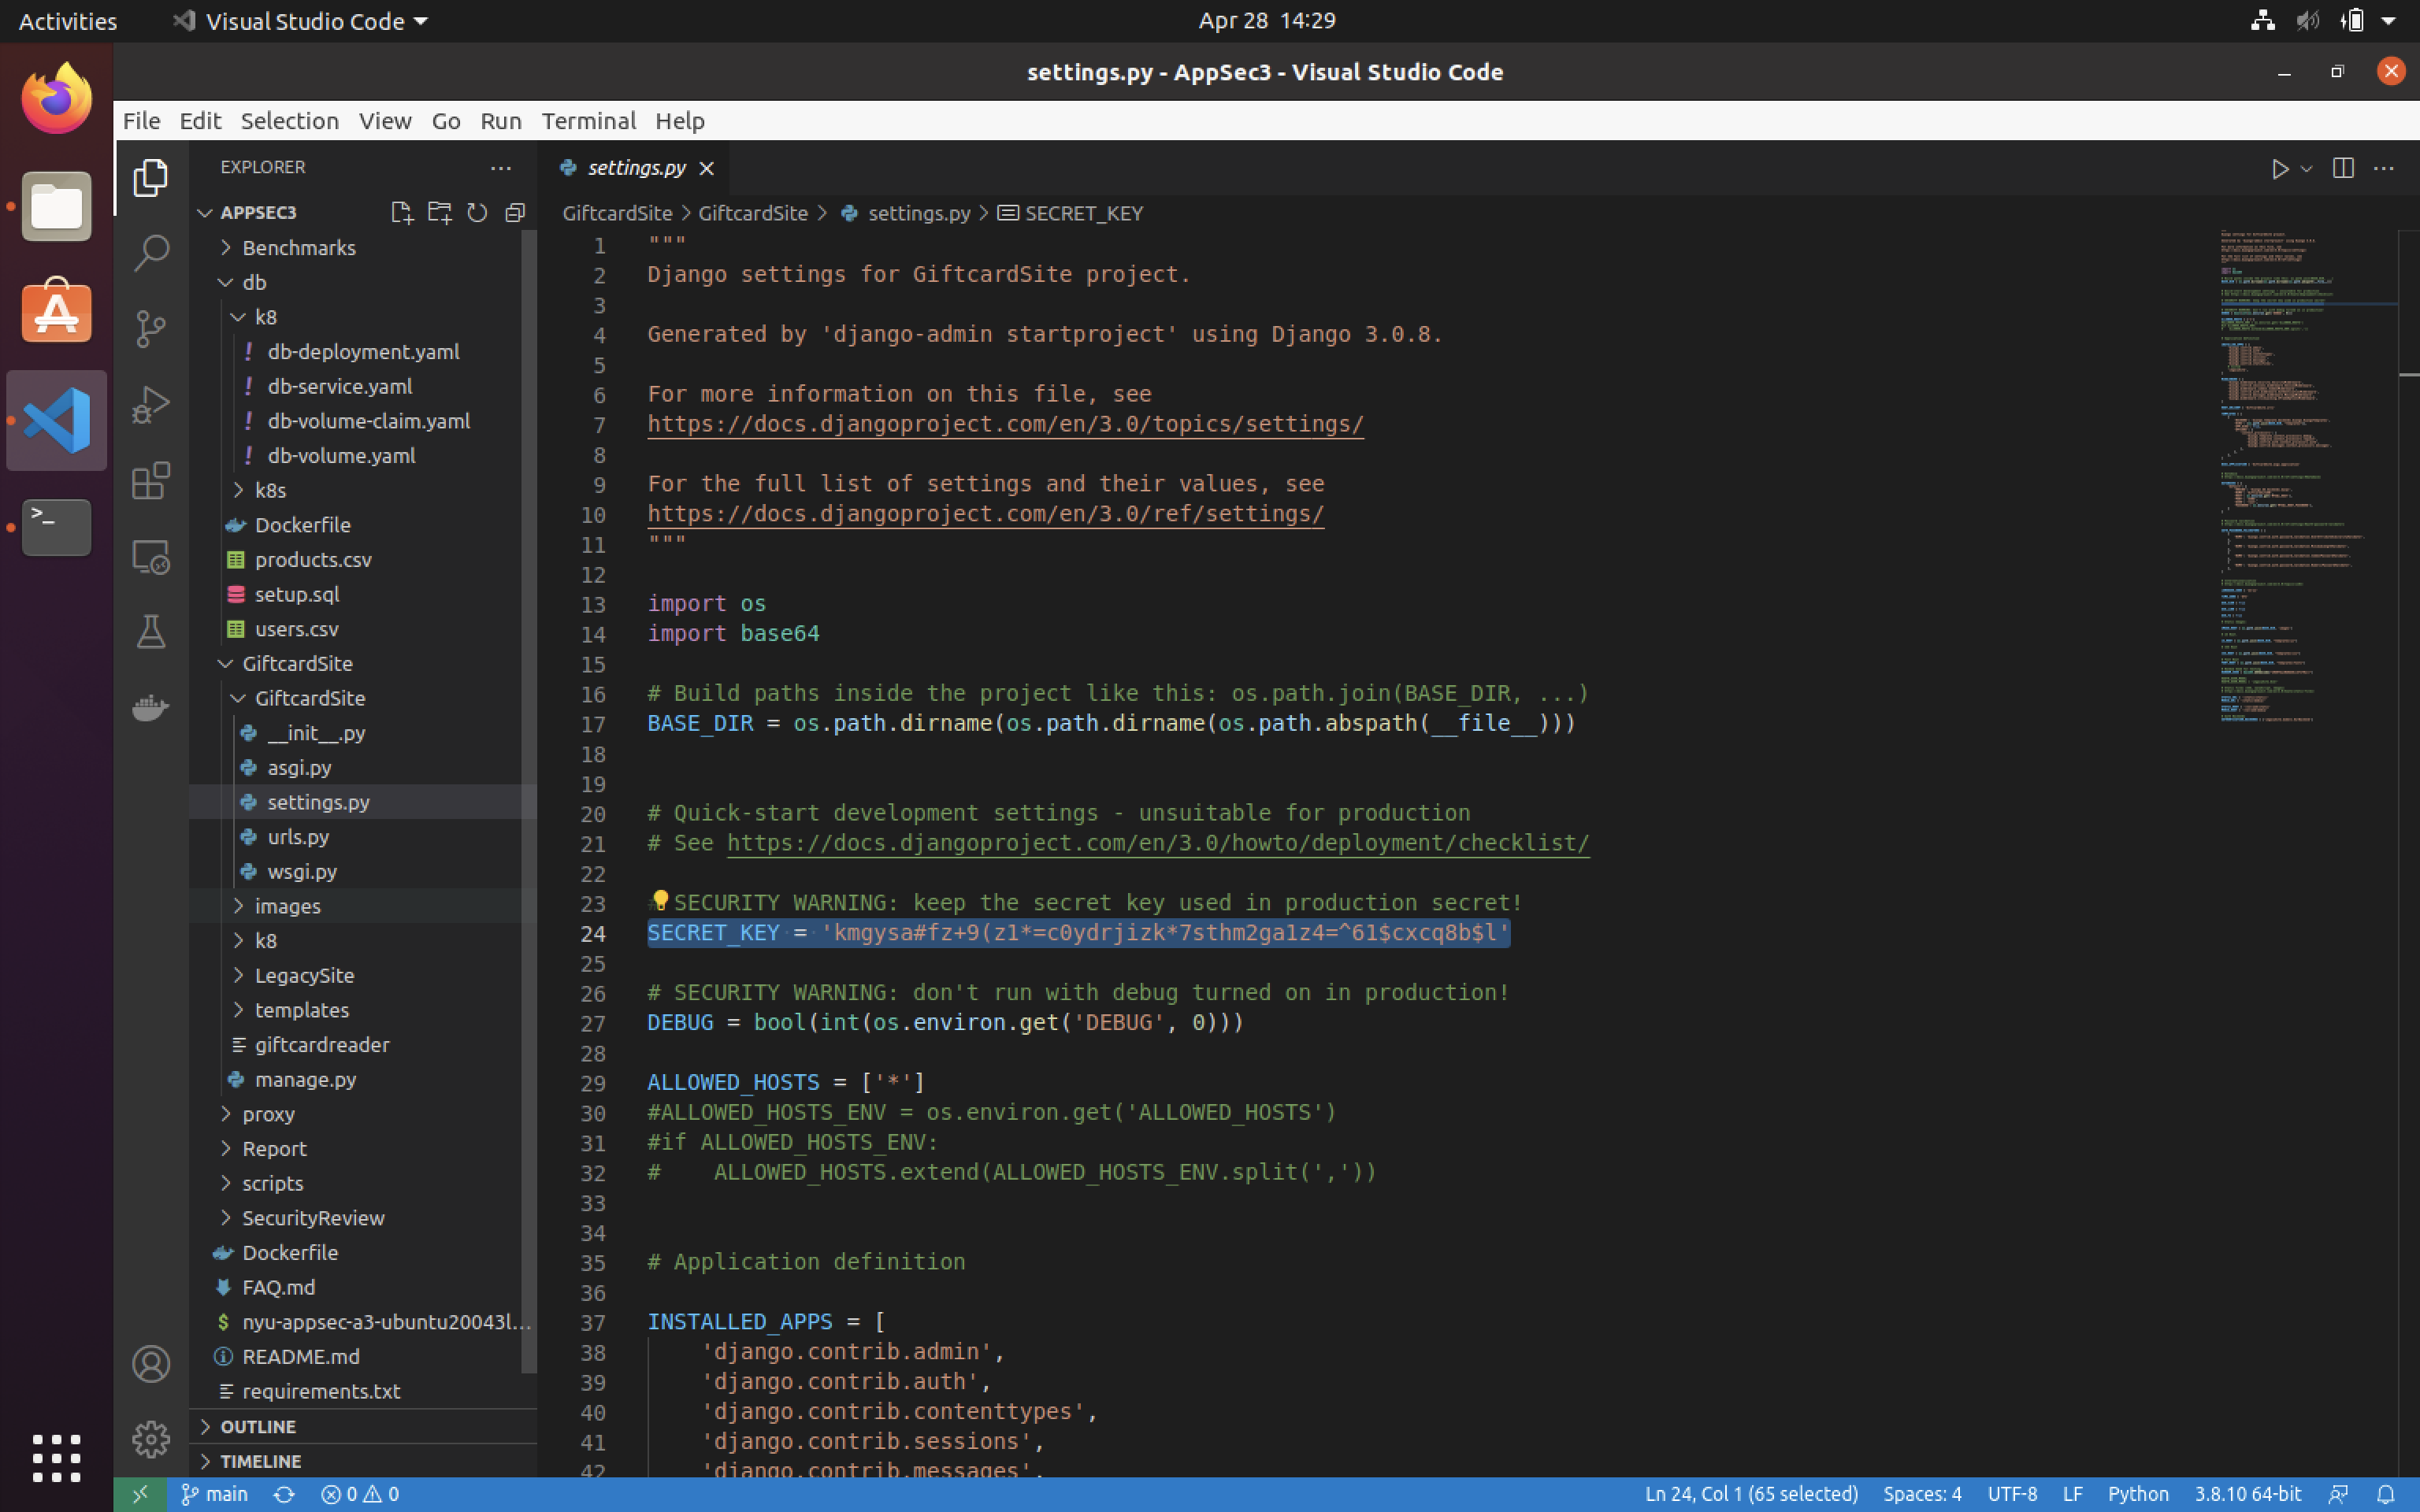 Activities
Visual Studio Code
Apr 28 14:29
settings.py - AppSec3 - Visual Studio Code
File Edit Selection View Go Run Terminal Help
EXPLORER
APPSEC3
Benchmarks
db
k8
db-deployment.yaml
db-service.yaml
db-volume-claim.yaml
db-volume.yaml
k8s
Dockerfile
products.csv
setup.sql
users.csv
GiftcardSite
GiftcardSite
__init__.py
asgi.py
settings.py
urls.py
wsgi.py
images
k8
LegacySite
templates
giftcardreader
manage.py
proxy
Report
scripts
SecurityReview
Dockerfile
FAQ.md
nyu-appsec-a3-ubuntu20043l...
README.md
requirements.txt
OUTLINE
TIMELINE
settings.py
GiftcardSite > GiftcardSite > settings.py > SECRET_KEY
1 """
2 Django settings for GiftcardSite project.
3
4 Generated by 'django-admin startproject' using Django 3.0.8.
5
6 For more information on this file, see
7 https://docs.djangoproject.com/en/3.0/topics/settings/
8
9 For the full list of settings and their values, see
10 https://docs.djangoproject.com/en/3.0/ref/settings/
11 """
12
13 import os
14 import base64
15
16 # Build paths inside the project like this: os.path.join(BASE_DIR, ...)
17 BASE_DIR = os.path.dirname(os.path.dirname(os.path.abspath(__file__)))
18
19
20 # Quick-start development settings - unsuitable for production
21 # See https://docs.djangoproject.com/en/3.0/howto/deployment/checklist/
22
23 # SECURITY WARNING: keep the secret key used in production secret!
24 SECRET_KEY = 'kmgysa#fz+9(z1*=c0ydrjizk*7sthm2ga1z4=^61$cxcq8b$l'
25
26 # SECURITY WARNING: don't run with debug turned on in production!
27 DEBUG = bool(int(os.environ.get('DEBUG', 0)))
28
29 ALLOWED_HOSTS = ['*']
30 #ALLOWED_HOSTS_ENV = os.environ.get('ALLOWED_HOSTS')
31 #if ALLOWED_HOSTS_ENV:
32 #    ALLOWED_HOSTS.extend(ALLOWED_HOSTS_ENV.split(','))
33
34
35 # Application definition
36
37 INSTALLED_APPS = [
38     'django.contrib.admin',
39     'django.contrib.auth',
40     'django.contrib.contenttypes',
41     'django.contrib.sessions',
42     'django.contrib.messages',
main 0 0 Ln 24, Col 1 (65 selected) Spaces: 4 UTF-8 LF Python 3.8.10 64-bit